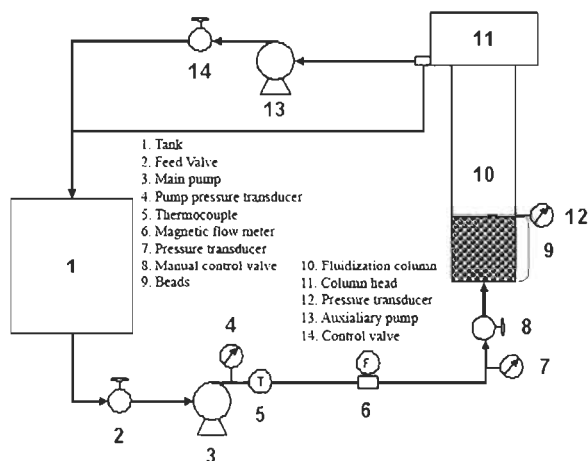 11
14
13
1. Tank
2. Feed Valve
3. Main pump
4. Pump pressure transducer
5. Thermocouple
6. Magnetic flow meter
7. Pressure transducer
8. Manual control valve
9. Beads
10
12
9
1
10. Fluidization column
11. Column head
12. Pressure transducer
13. Auxialiary pump
14. Control valve
4
8
F
T
7
2
5
6
3